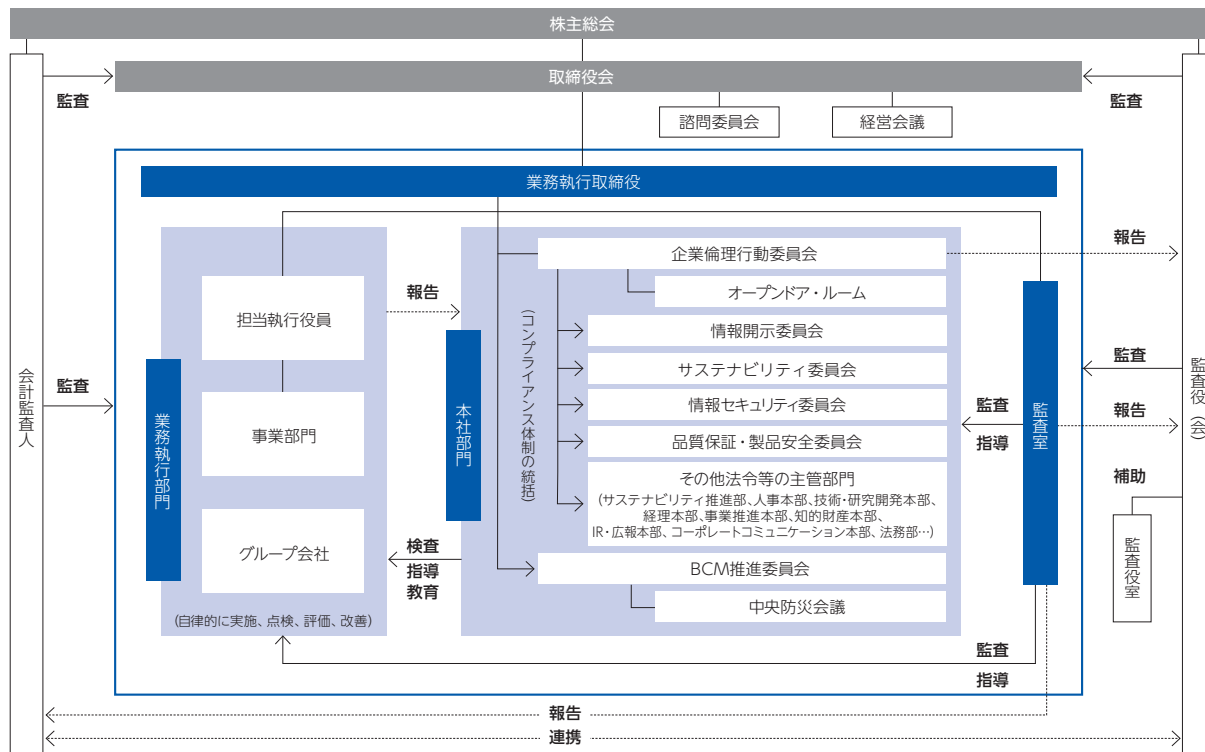 株主総会
取締役会
監査
監査
諮問委員会
経営会議
業務執行取締役
会計監査人
監査役（会）
企業倫理行動委員会
報告
オープンドア・ルーム
担当執行役員
報告
(コンプライアンス体制の統括)
情報開示委員会
サステナビリティ委員会
監査
監査
業務執行部門
本社部門
情報セキュリティ委員会
監査
指導
監査室
報告
事業部門
品質保証・製品安全委員会
その他法令等の主管部門
(サステナビリティ推進部、人事本部、技術・研究開発本部、
経理本部、事業推進本部、知的財産本部、
IR・広報本部、コーポレートコミュニケーション本部、法務部…)
補助
監査役室
グループ会社
検査
指導
教育
BCM推進委員会
中央防災会議
(自律的に実施、点検、評価、改善)
監査
指導
報告
連携